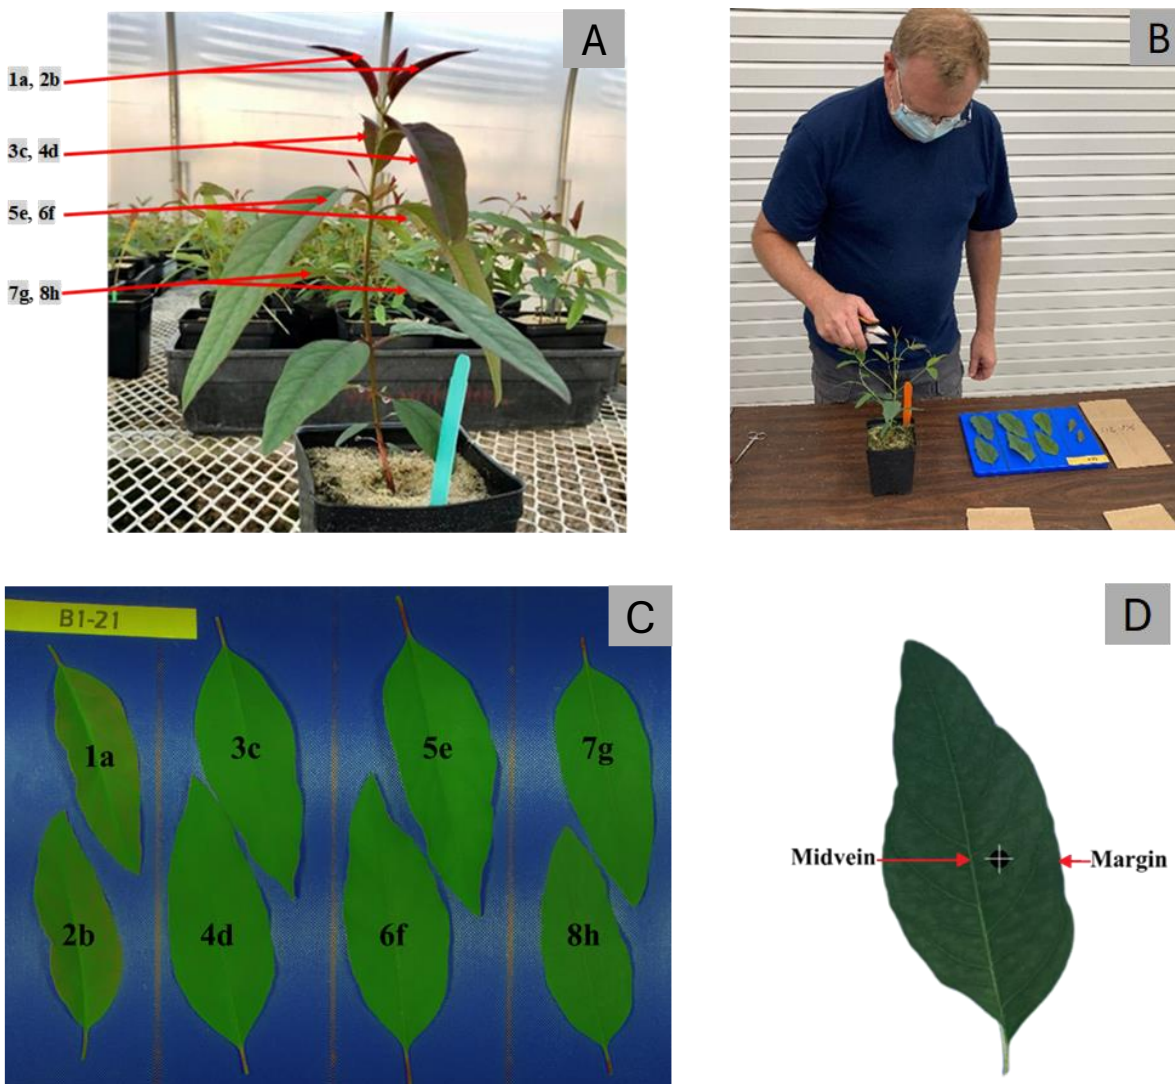 A
1a, 2b
3c, 4d
5e, 6f
7g, 8h
B
C
B1-21
1a
3c
5e
7g
2b
4d
6f
8h
D
Midvein
Margin